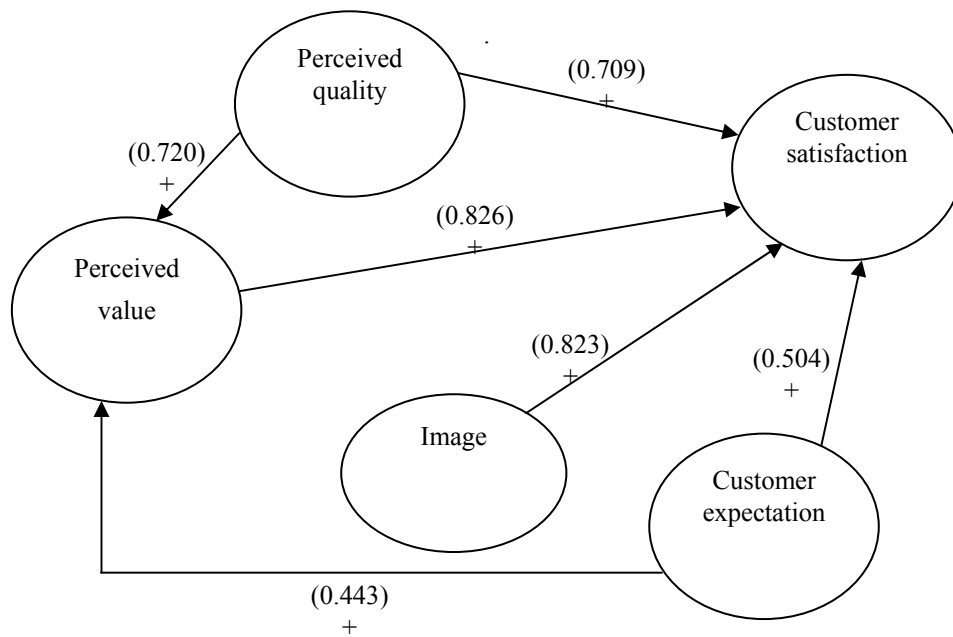 Perceived
quality
(0.709)
+
Customer
satisfaction
(0.720)
+
(0.826)
+
Perceived
value
(0.823)
+
(0.504)
+
Image
Customer
expectation
(0.443)
+